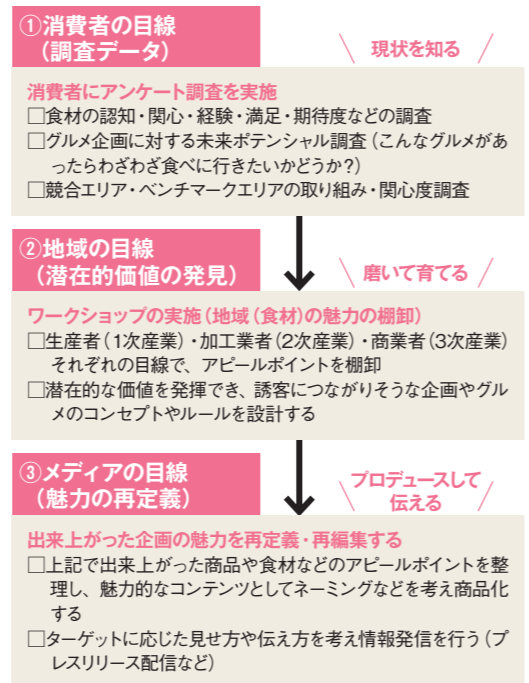 ①消費者の目線
（調査データ）
現状を知る
消費者にアンケート調査を実施
□食材の認知・関心・経験・満足・期待度などの調査
□グルメ企画に対する未来ポテンシャル調査（こんなグルメがあ
ったらわざわざ食べに行きたいかどうか？）
□競合エリア・ベンチマークエリアの取り組み・関心度調査
②地域の目線
（潜在的価値の発見）
磨いて育てる
ワークショップの実施（地域（食材）の魅力の棚卸）
□生産者（1次産業）・加工業者（2次産業）・商業者（3次産業）
それぞれの目線で、アピールポイントを棚卸
□潜在的な価値を発揮でき、誘客につながりそうな企画やグル
メのコンセプトやルールを設計する
③メディアの目線
（魅力の再定義）
プロデュースして
伝える
出来上がった企画の魅力を再定義・再編集する
□上記で出来上がった商品や食材などのアピールポイントを整
理し、魅力的なコンテンツとしてネーミングなどを考え商品化
する
□ターゲットに応じた見せ方や伝え方を考え情報発信を行う（プ
レスリリース配信など）